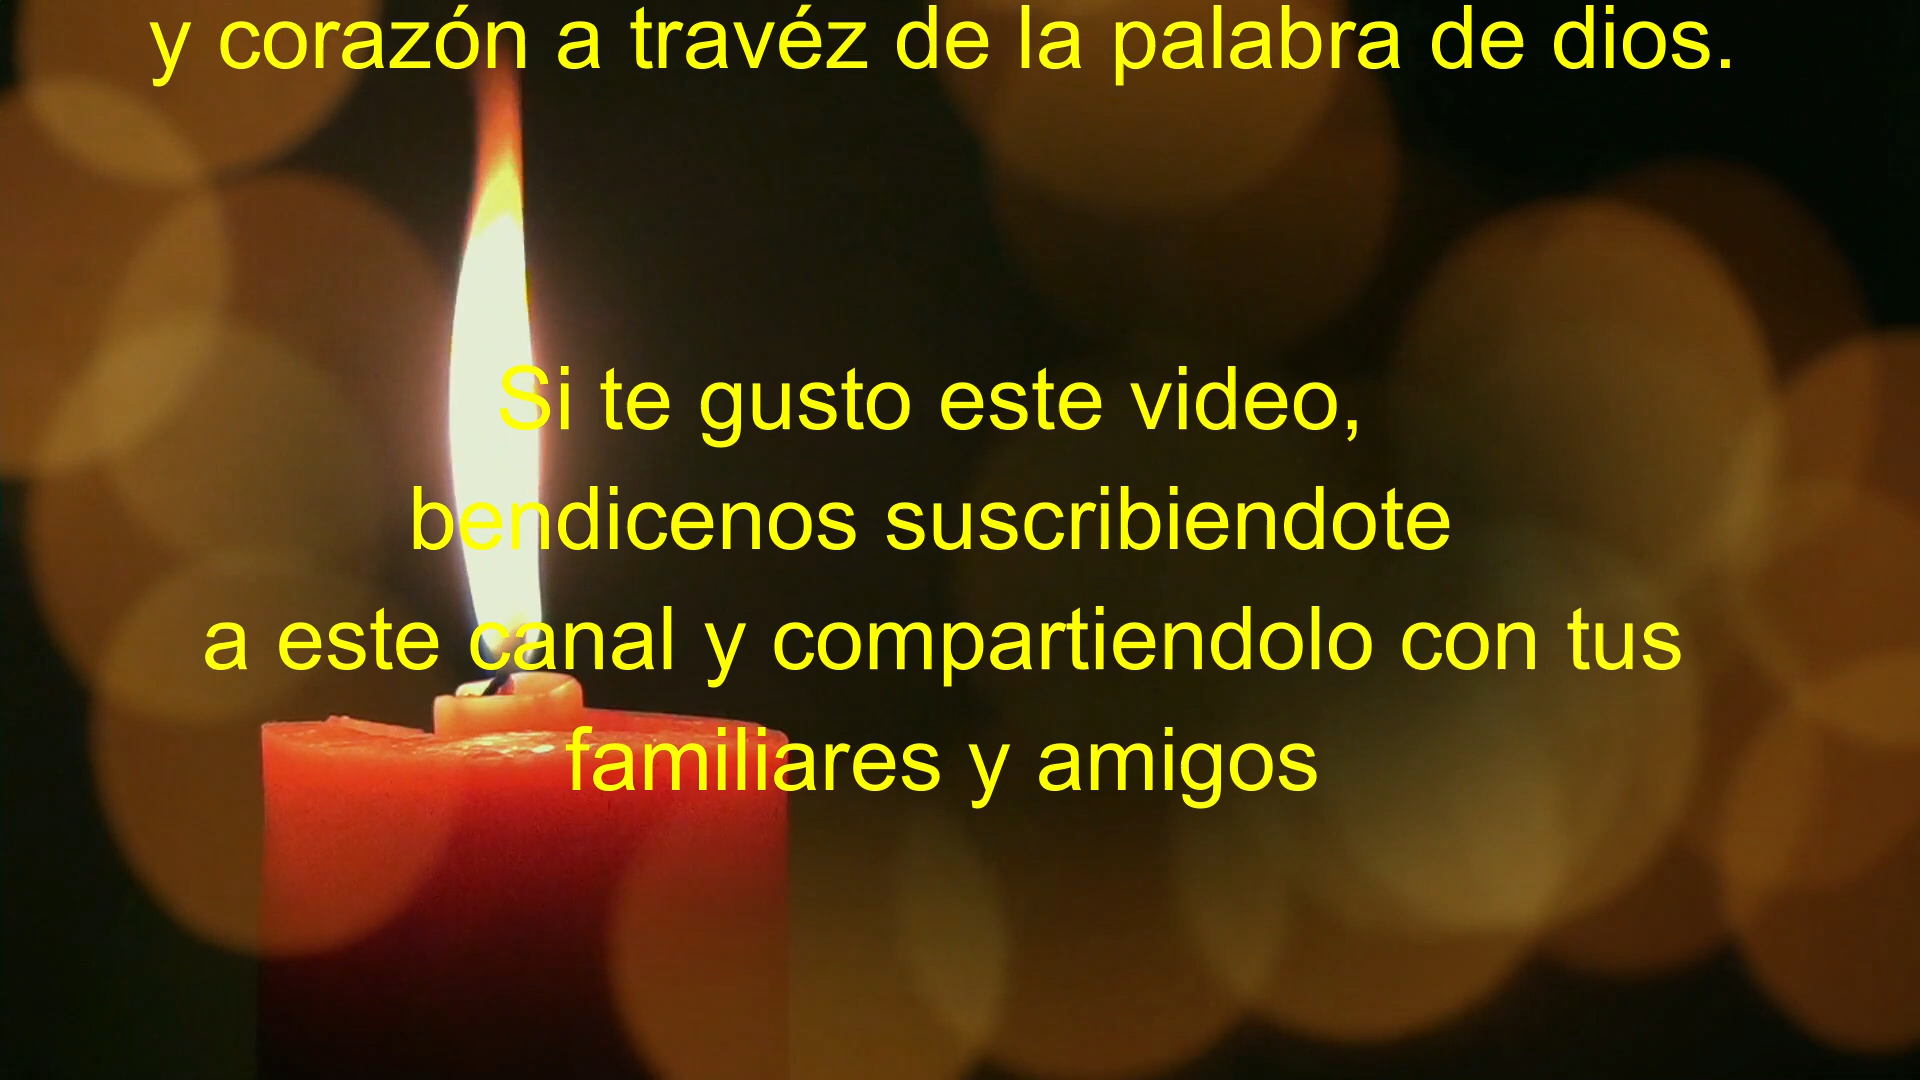 y corazón a travéz de la palabra de dios.
Si te gusto este video,
bendicenos suscribiendote
a este canal y compartiendolo con tus
familiares y amigos